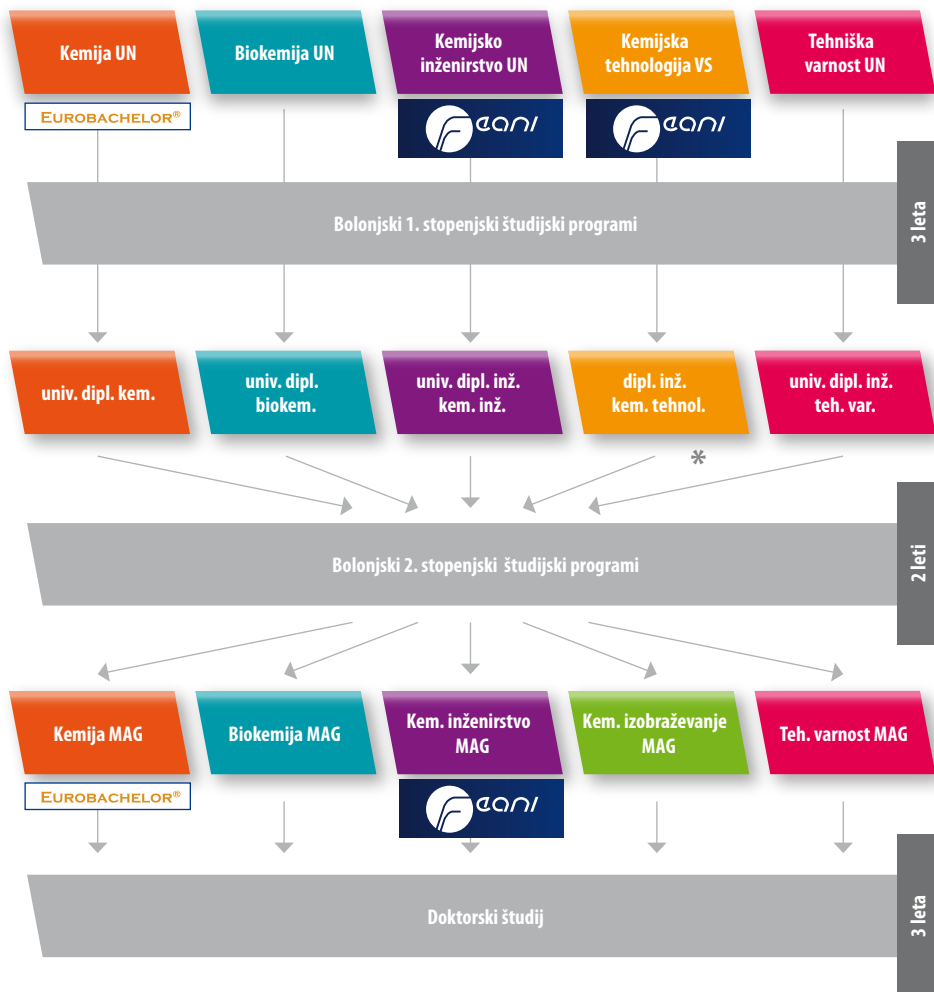 Kemija UN
Biokemija UN
Kemijsko
inženirstvo UN
Kemijska
tehnologija VS
Tehniška
varnost UN
EUROBACHELOR®
Feani
Feani
Bolonjski 1. stopenjski študijski programi
3 leta
univ. dipl. kem.
univ. dipl.
biokem.
univ. dipl. inž.
kem. inž.
dipl. inž.
kem. tehnol.
univ. dipl. inž.
teh. var.
*
Bolonjski 2. stopenjski študijski programi
2 leti
Kemija MAG
Biokemija MAG
Kem. inženirstvo
MAG
Kem. izobraževanje
MAG
Teh. varnost MAG
EUROBACHELOR®
Feani
Doktorski študij
3 leta